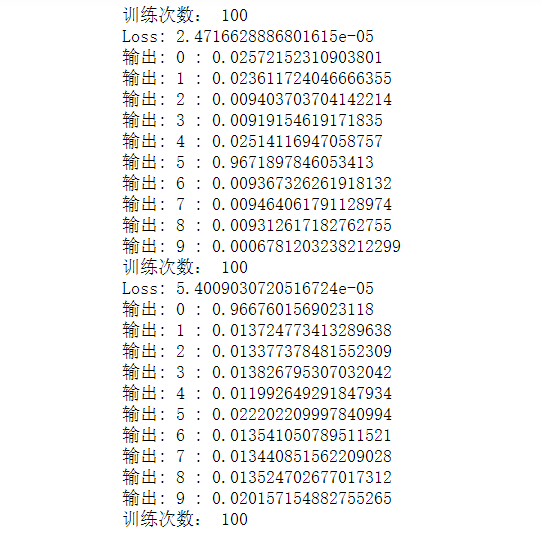 训练次数： 100
Loss: 2.4716628886801615e-05
输出: 0 : 0.02572152310903801
输出: 1 : 0.023611724046666355
输出: 2 : 0.009403703704142214
输出: 3 : 0.00919154619171835
输出: 4 : 0.02514116947058757
输出: 5 : 0.9671897846053413
输出: 6 : 0.009367326261918132
输出: 7 : 0.009464061791128974
输出: 8 : 0.009312617182762755
输出: 9 : 0.0006781203238212299
训练次数： 100
Loss: 5.4009030720516724e-05
输出: 0 : 0.9667601569023118
输出: 1 : 0.013724773413289638
输出: 2 : 0.013377378481552309
输出: 3 : 0.013826795307032042
输出: 4 : 0.011992649291847934
输出: 5 : 0.022202209997840994
输出: 6 : 0.013541050789511521
输出: 7 : 0.013440851562209028
输出: 8 : 0.013524702677017312
输出: 9 : 0.020157154882755265
训练次数： 100